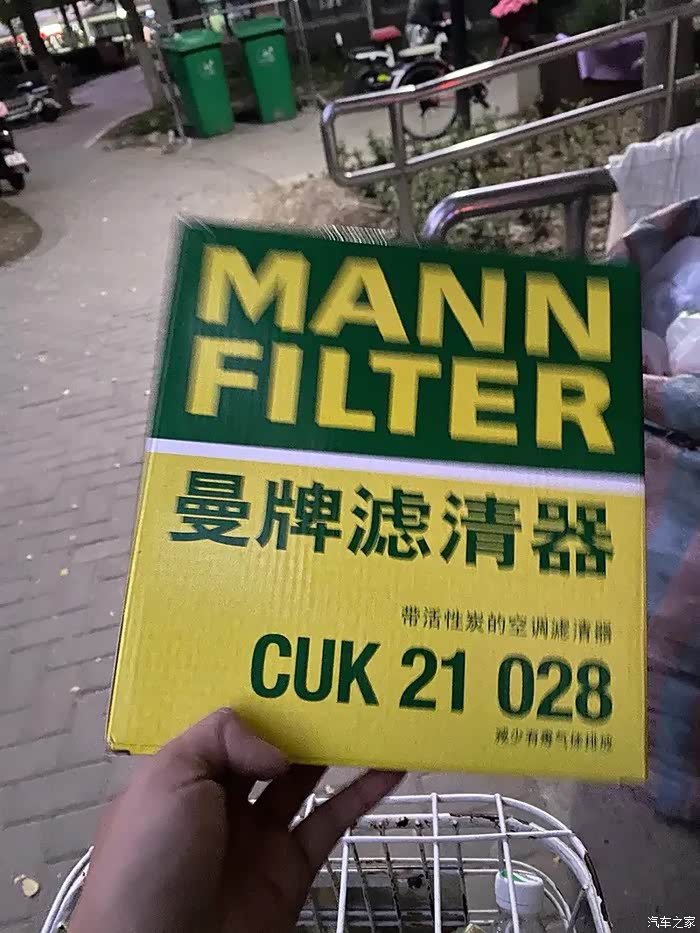 MANN
FILTER
曼牌滤清器
带活性炭的空调滤清器
CUK 21 028
减少有毒气体排放
汽车之家